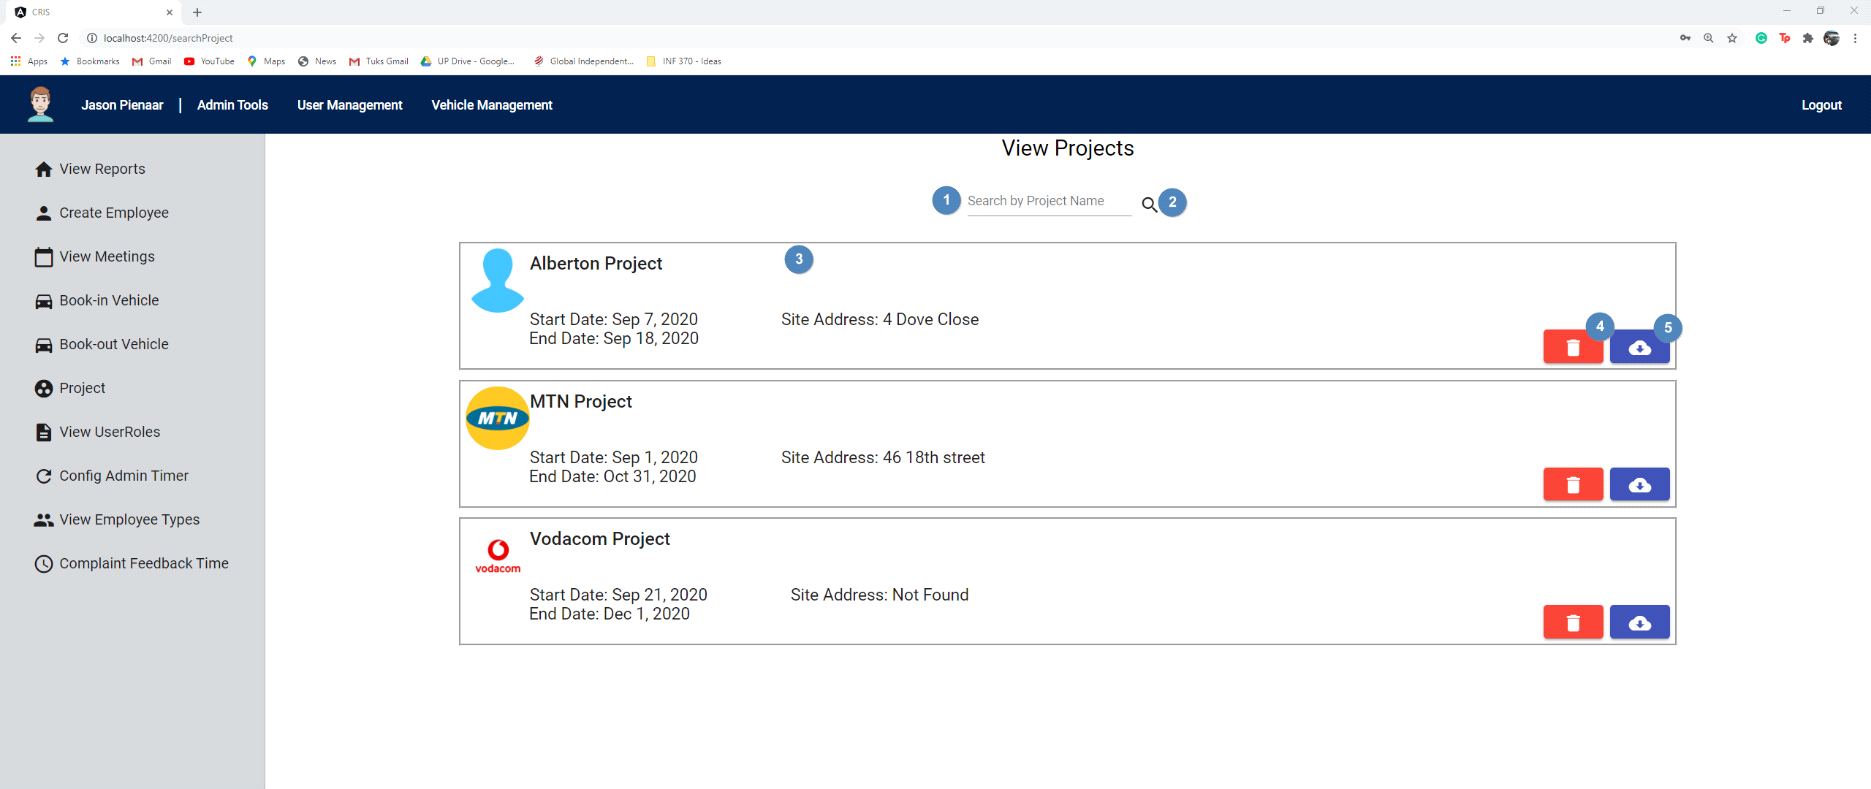 CRIS
localhost:4200/searchProject
Apps Bookmarks Gmail YouTube Maps News Tuks Gmail UP Drive - Google... Global Independent... INF 370 - Ideas
Jason Pienaar | Admin Tools User Management Vehicle Management Logout
View Reports
Create Employee
View Meetings
Book-in Vehicle
Book-out Vehicle
Project
View UserRoles
Config Admin Timer
View Employee Types
Complaint Feedback Time
View Projects
1 Search by Project Name 2
Alberton Project 3
Start Date: Sep 7, 2020 Site Address: 4 Dove Close
End Date: Sep 18, 2020
4 5
MTN
MTN Project
Start Date: Sep 1, 2020 Site Address: 46 18th street
End Date: Oct 31, 2020
vodacom
Vodacom Project
Start Date: Sep 21, 2020 Site Address: Not Found
End Date: Dec 1, 2020